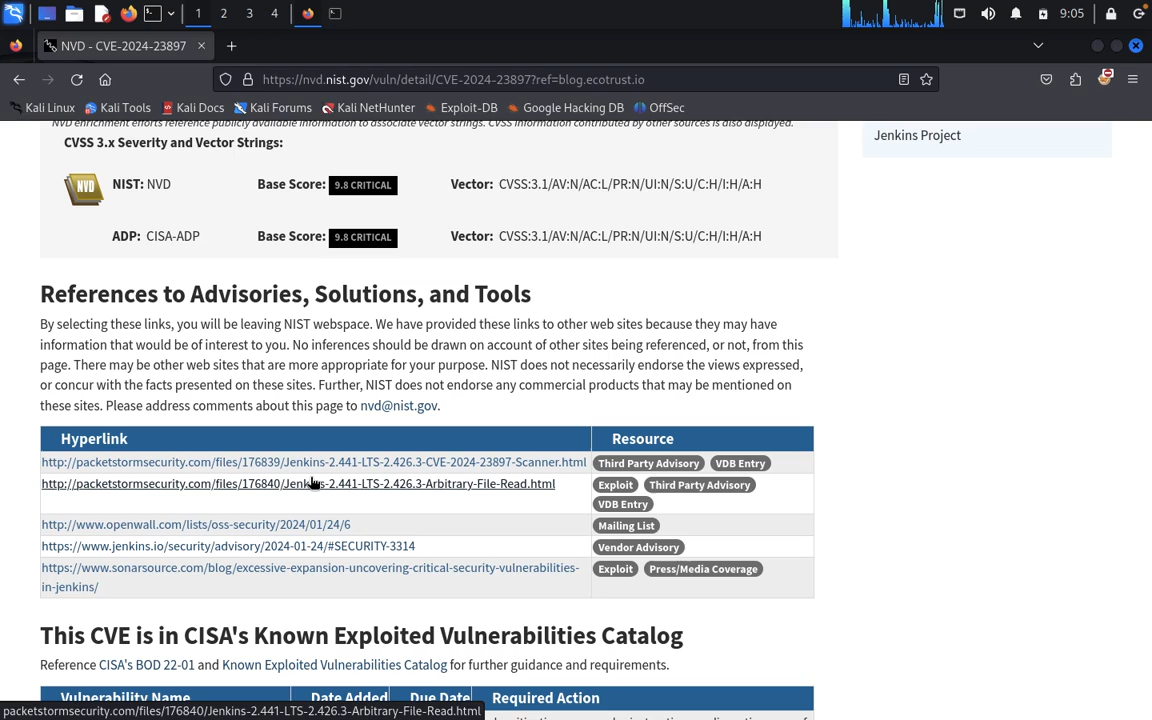 1 2 3 4 9:05
NVD - CVE-2024-23897
https://nvd.nist.gov/vuln/detail/CVE-2024-23897?ref=blog.ecotrust.io
Kali Linux Kali Tools Kali Docs Kali Forums Kali NetHunter Exploit-DB Google Hacking DB OffSec
NVD enrichment efforts reference publicly available information to associate vector strings. CVSS information contributed by other sources is also displayed.
CVSS 3.x Severity and Vector Strings:
Jenkins Project
NVD NIST: NVD Base Score: 9.8 CRITICAL Vector: CVSS:3.1/AV:N/AC:L/PR:N/UI:N/S:U/C:H/I:H/A:H
ADP: CISA-ADP Base Score: 9.8 CRITICAL Vector: CVSS:3.1/AV:N/AC:L/PR:N/UI:N/S:U/C:H/I:H/A:H
References to Advisories, Solutions, and Tools
By selecting these links, you will be leaving NIST webspace. We have provided these links to other web sites because they may have
information that would be of interest to you. No inferences should be drawn on account of other sites being referenced, or not, from this
page. There may be other web sites that are more appropriate for your purpose. NIST does not necessarily endorse the views expressed,
or concur with the facts presented on these sites. Further, NIST does not endorse any commercial products that may be mentioned on
these sites. Please address comments about this page to nvd@nist.gov.
Hyperlink Resource
http://packetstormsecurity.com/files/176839/Jenkins-2.441-LTS-2.426.3-CVE-2024-23897-Scanner.html Third Party Advisory VDB Entry
http://packetstormsecurity.com/files/176840/Jenkins-2.441-LTS-2.426.3-Arbitrary-File-Read.html Exploit Third Party Advisory
VDB Entry
http://www.openwall.com/lists/oss-security/2024/01/24/6 Mailing List
https://www.jenkins.io/security/advisory/2024-01-24/#SECURITY-3314 Vendor Advisory
https://www.sonarsource.com/blog/excessive-expansion-uncovering-critical-security-vulnerabilities- Exploit Press/Media Coverage
in-jenkins/
This CVE is in CISA's Known Exploited Vulnerabilities Catalog
Reference CISA's BOD 22-01 and Known Exploited Vulnerabilities Catalog for further guidance and requirements.
Vulnerability Name Date Added Due Date Required Action
packetstormsecurity.com/files/176840/Jenkins-2.441-LTS-2.426.3-Arbitrary-File-Read.html